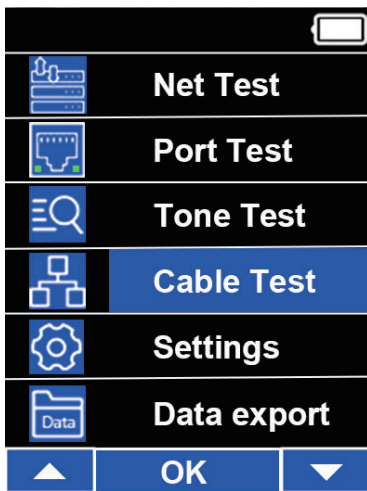 Net Test
Port Test
Tone Test
Cable Test
Settings
Data
Data export
OK